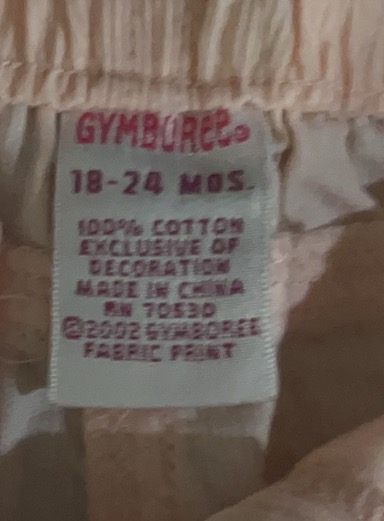 GYMBOREE
18-24 MOS.
100% COTTON
EXCLUSIVE OF
DECORATION
MADE IN CHINA
RN 70530
©2002 GYMBOREE
FABRIC PRINT